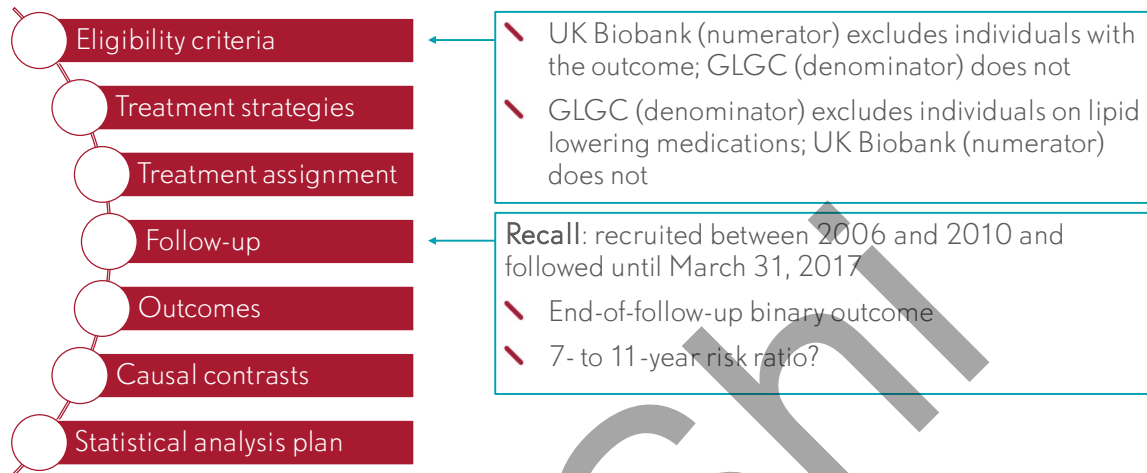 Eligibility criteria
Treatment strategies
Treatment assignment
Follow-up
Outcomes
Causal contrasts
Statistical analysis plan
UK Biobank (numerator) excludes individuals with
the outcome; GLGC (denominator) does not
GLGC (denominator) excludes individuals on lipid
lowering medications; UK Biobank (numerator)
does not
Recall: recruited between 2006 and 2010 and
followed until March 31, 2017
End-of-follow-up binary outcome
7- to 11-year risk ratio?